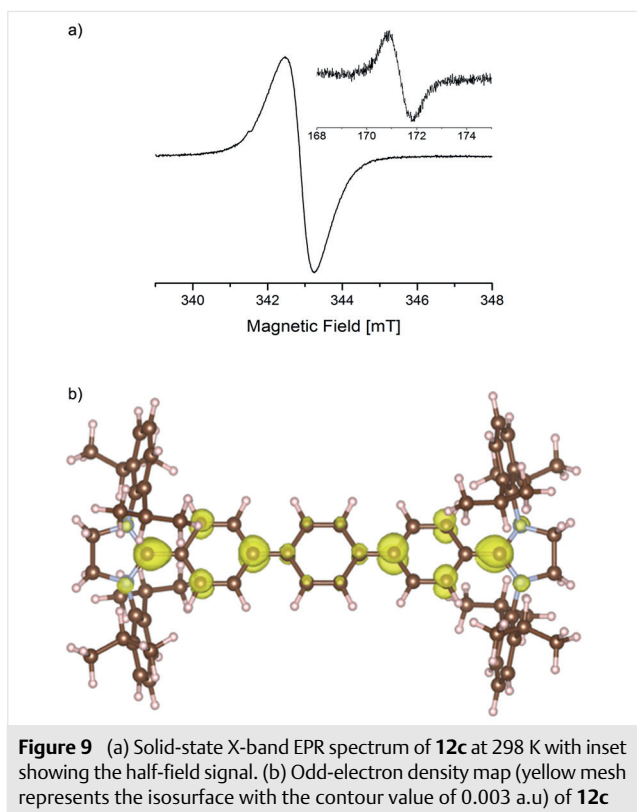 a)
168 170 172 174
340 342 344 346 348
Magnetic Field [mT]
b)
Figure 9 (a) Solid-state X-band EPR spectrum of 12c at 298 K with inset
showing the half-field signal. (b) Odd-electron density map (yellow mesh
represents the isosurface with the contour value of 0.003 a.u) of 12c